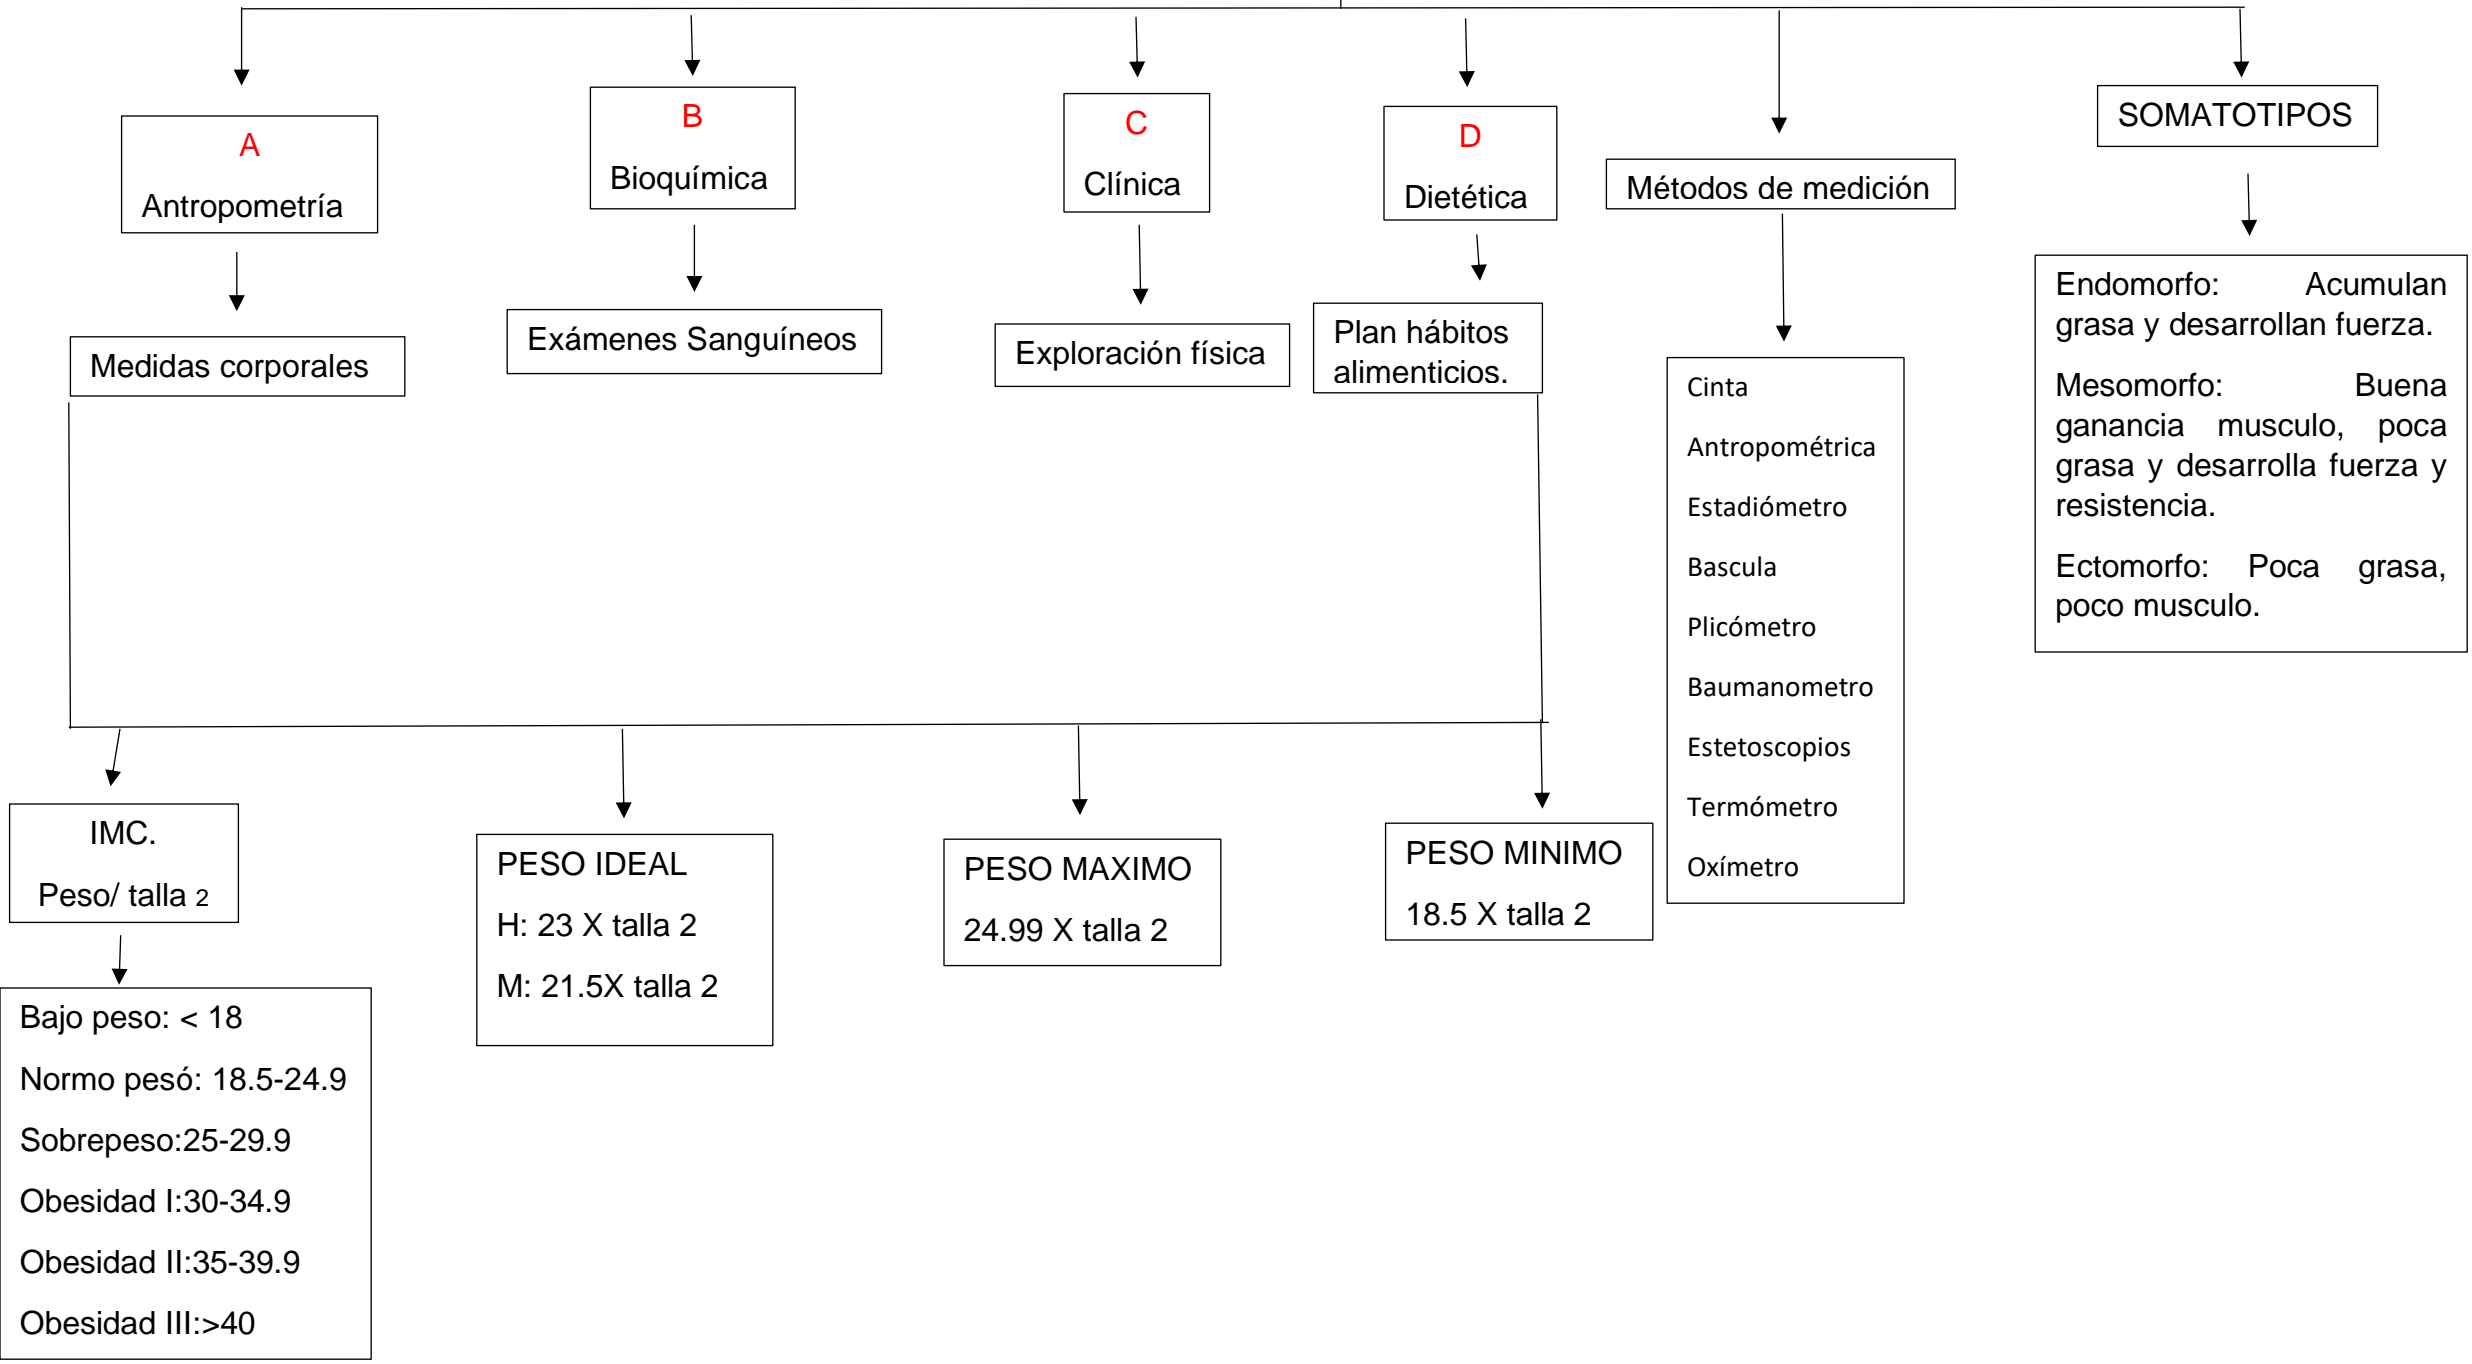 A
Antropometría
B
Bioquímica
C
Clínica
D
Dietética
Métodos de medición
SOMATOTIPOS
Medidas corporales
Exámenes Sanguíneos
Exploración física
Plan hábitos
alimenticios.
Cinta
Antropométrica
Estadiómetro
Bascula
Plicómetro
Baumanometro
Estetoscopios
Termómetro
Oxímetro
Endomorfo: Acumulan
grasa y desarrollan fuerza.
Mesomorfo: Buena
ganancia musculo, poca
grasa y desarrolla fuerza y
resistencia.
Ectomorfo: Poca grasa,
poco musculo.
IMC.
Peso/ talla 2
PESO IDEAL
H: 23 X talla 2
M: 21.5X talla 2
PESO MAXIMO
24.99 X talla 2
PESO MINIMO
18.5 X talla 2
Bajo peso: < 18
Normo pesó: 18.5-24.9
Sobrepeso:25-29.9
Obesidad I:30-34.9
Obesidad II:35-39.9
Obesidad III:>40